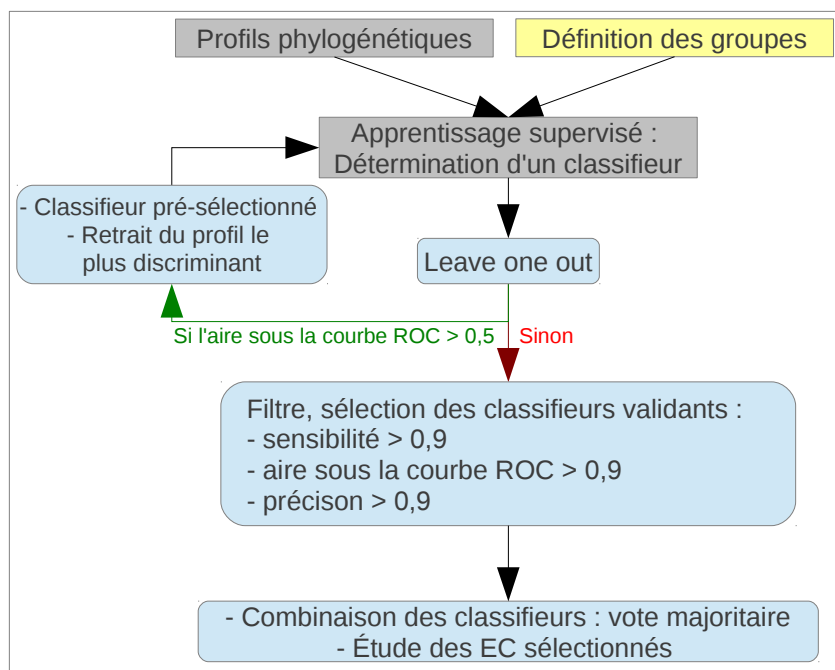 Profils phylogénétiques
Définition des groupes
Apprentissage supervisé :
Détermination d'un classifieur
- Classifieur pré-sélectionné
- Retrait du profil le
plus discriminant
Leave one out
Si l'aire sous la courbe ROC > 0,5
Sinon
Filtre, sélection des classifieurs validants :
- sensibilité > 0,9
- aire sous la courbe ROC > 0,9
- précison > 0,9
- Combinaison des classifieurs : vote majoritaire
- Étude des EC sélectionnés